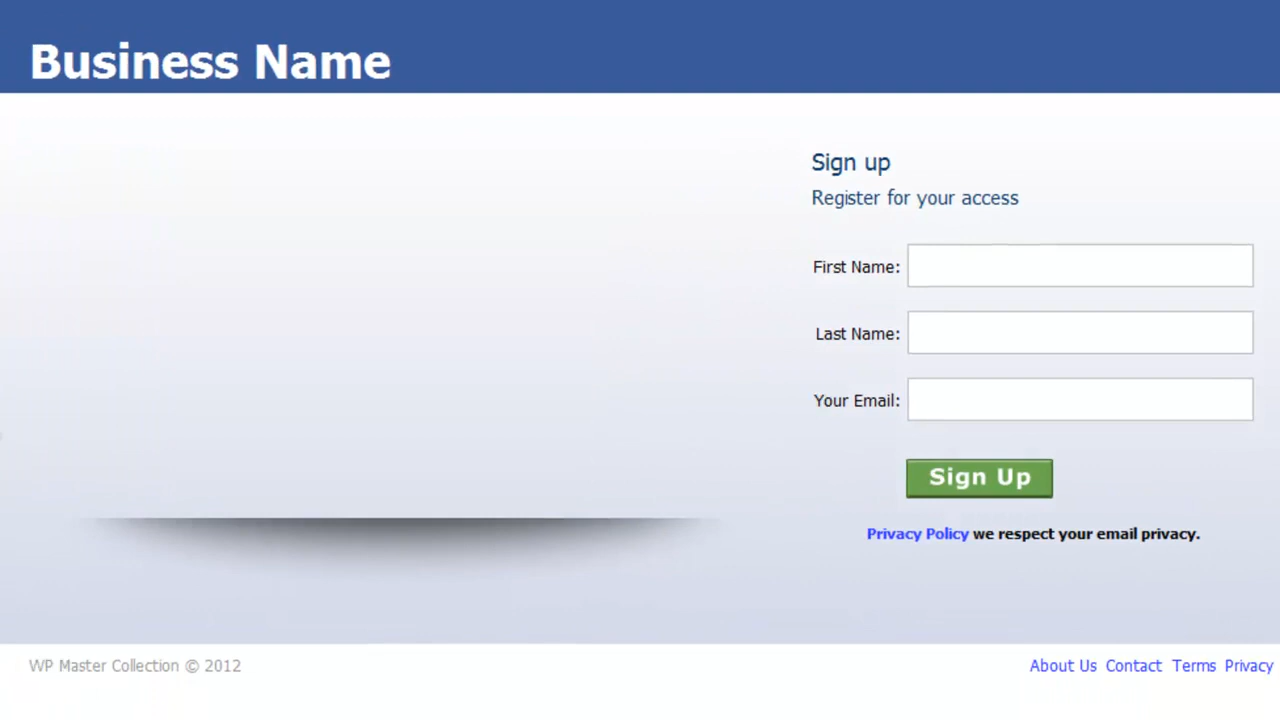 Business Name
Sign up
Register for your access
First Name:
Last Name:
Your Email:
Sign Up
Privacy Policy we respect your email privacy.
WP Master Collection © 2012
About Us Contact Terms Privacy